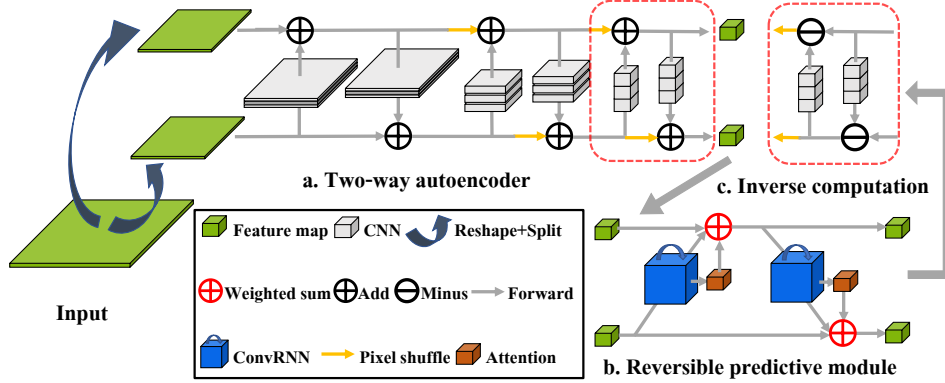 a. Two-way autoencoder
c. Inverse computation
Input
Feature map
CNN
Reshape+Split
Weighted sum
Add
Minus
Forward
ConvRNN
Pixel shuffle
Attention
b. Reversible predictive module